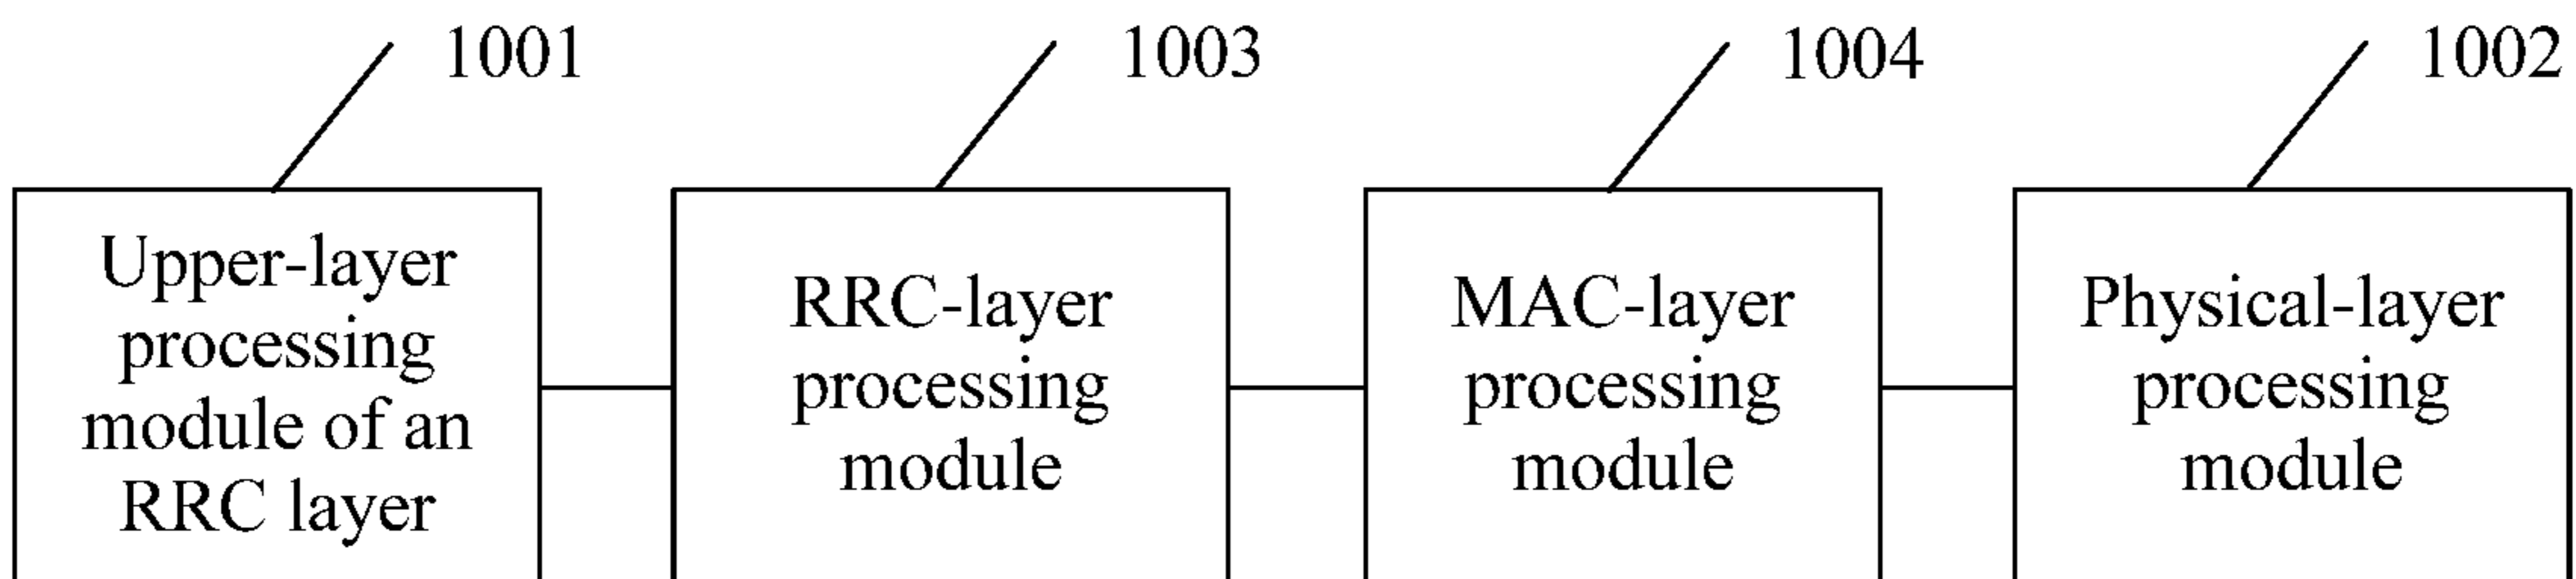 1001
1003
1004
1002
Upper-layer
processing
module of an
RRC layer
RRC-layer
processing
module
MAC-layer
processing
module
Physical-layer
processing
module